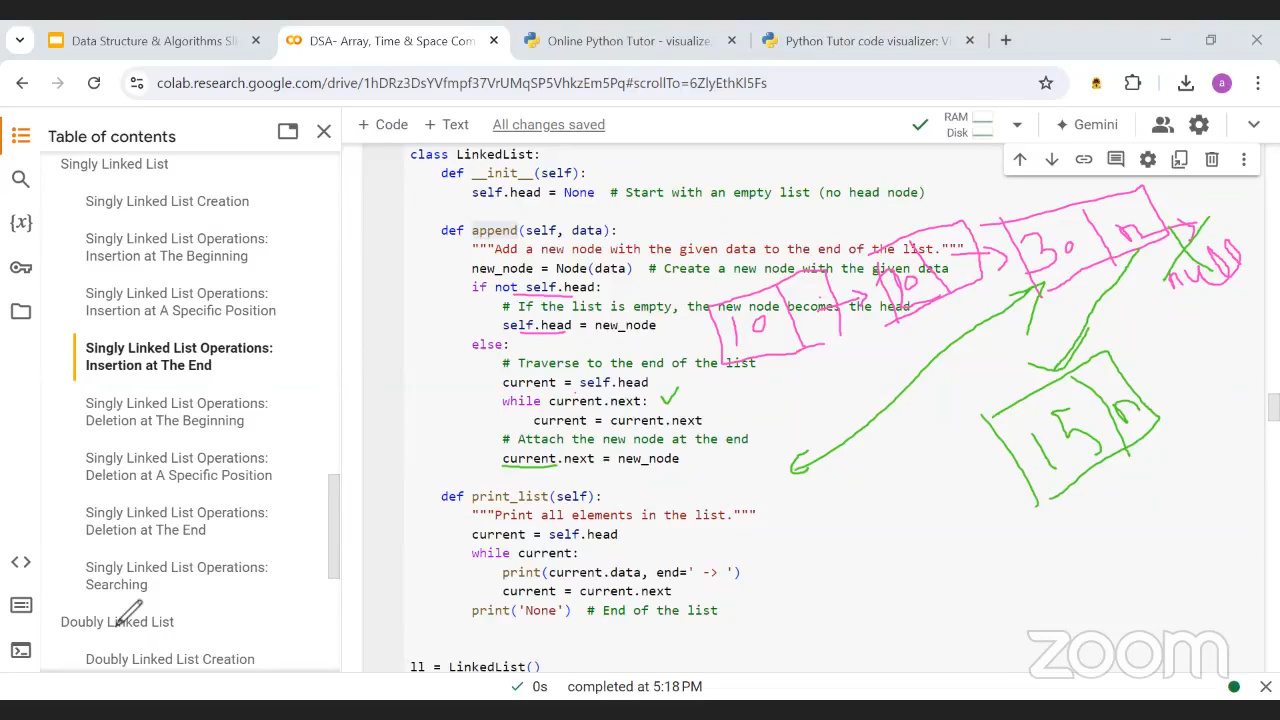 Data Structure & Algorithms Sli
DSA- Array, Time & Space Com
Online Python Tutor - visualize
Python Tutor code visualizer: Vi
colab.research.google.com/drive/1hDRz3DsYVfmpf37VrUMqSP5VhkzEm5Pq#scrollTo=6ZlyEthKl5Fs
a
Table of contents
+ Code + Text All changes saved
RAM
Disk
Gemini
Singly Linked List
Singly Linked List Creation
Singly Linked List Operations:
Insertion at The Beginning
Singly Linked List Operations:
Insertion at A Specific Position
Singly Linked List Operations:
Insertion at The End
Singly Linked List Operations:
Deletion at The Beginning
Singly Linked List Operations:
Deletion at A Specific Position
Singly Linked List Operations:
Deletion at The End
Singly Linked List Operations:
Searching
Doubly Linked List
Doubly Linked List Creation
class LinkedList:
def __init__(self):
self.head = None # Start with an empty list (no head node)
def append(self, data):
"""Add a new node with the given data to the end of the list."""
new_node = Node(data) # Create a new node with the given data
if not self.head:
# If the list is empty, the new node becomes the head
self.head = new_node
else:
# Traverse to the end of the list
current = self.head
while current.next:
current = current.next
# Attach the new node at the end
current.next = new_node
def print_list(self):
"""Print all elements in the list."""
current = self.head
while current:
print(current.data, end=' -> ')
current = current.next
print('None') # End of the list
ll = LinkedList()
10
30 n
null
15 n
zoom
0s completed at 5:18 PM